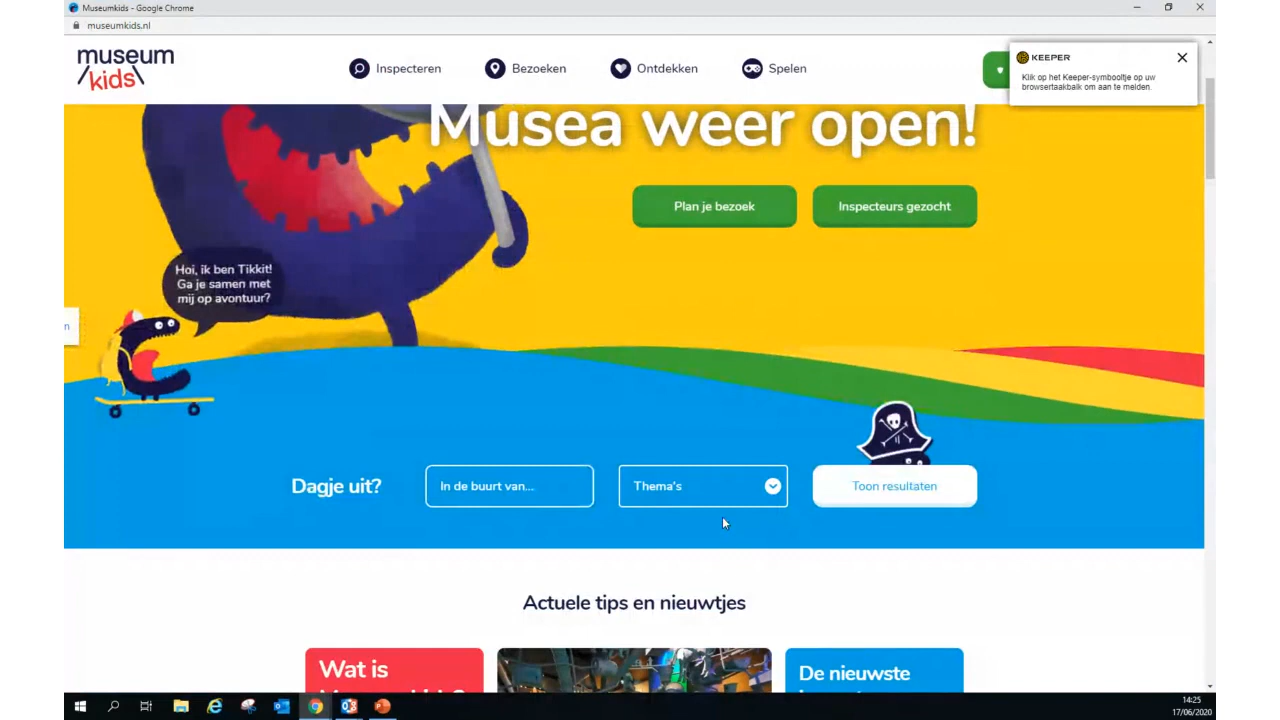 Museumkids - Google Chrome
museumkids.nl
museum
/kids\
Inspecteren
Bezoeken
Ontdekken
Spelen
KEEPER
Klik op het Keeper-symbooltje op uw
browsertaakbalk om aan te melden.
Musea weer open!
Plan je bezoek
Inspecteurs gezocht
Hoi, ik ben Tikkit!
Ga je samen met
mij op avontuur?
n
Dagje uit?
In de buurt van...
Thema's
Toon resultaten
Actuele tips en nieuwtjes
Wat is
De nieuwste
14:25
17/06/2020